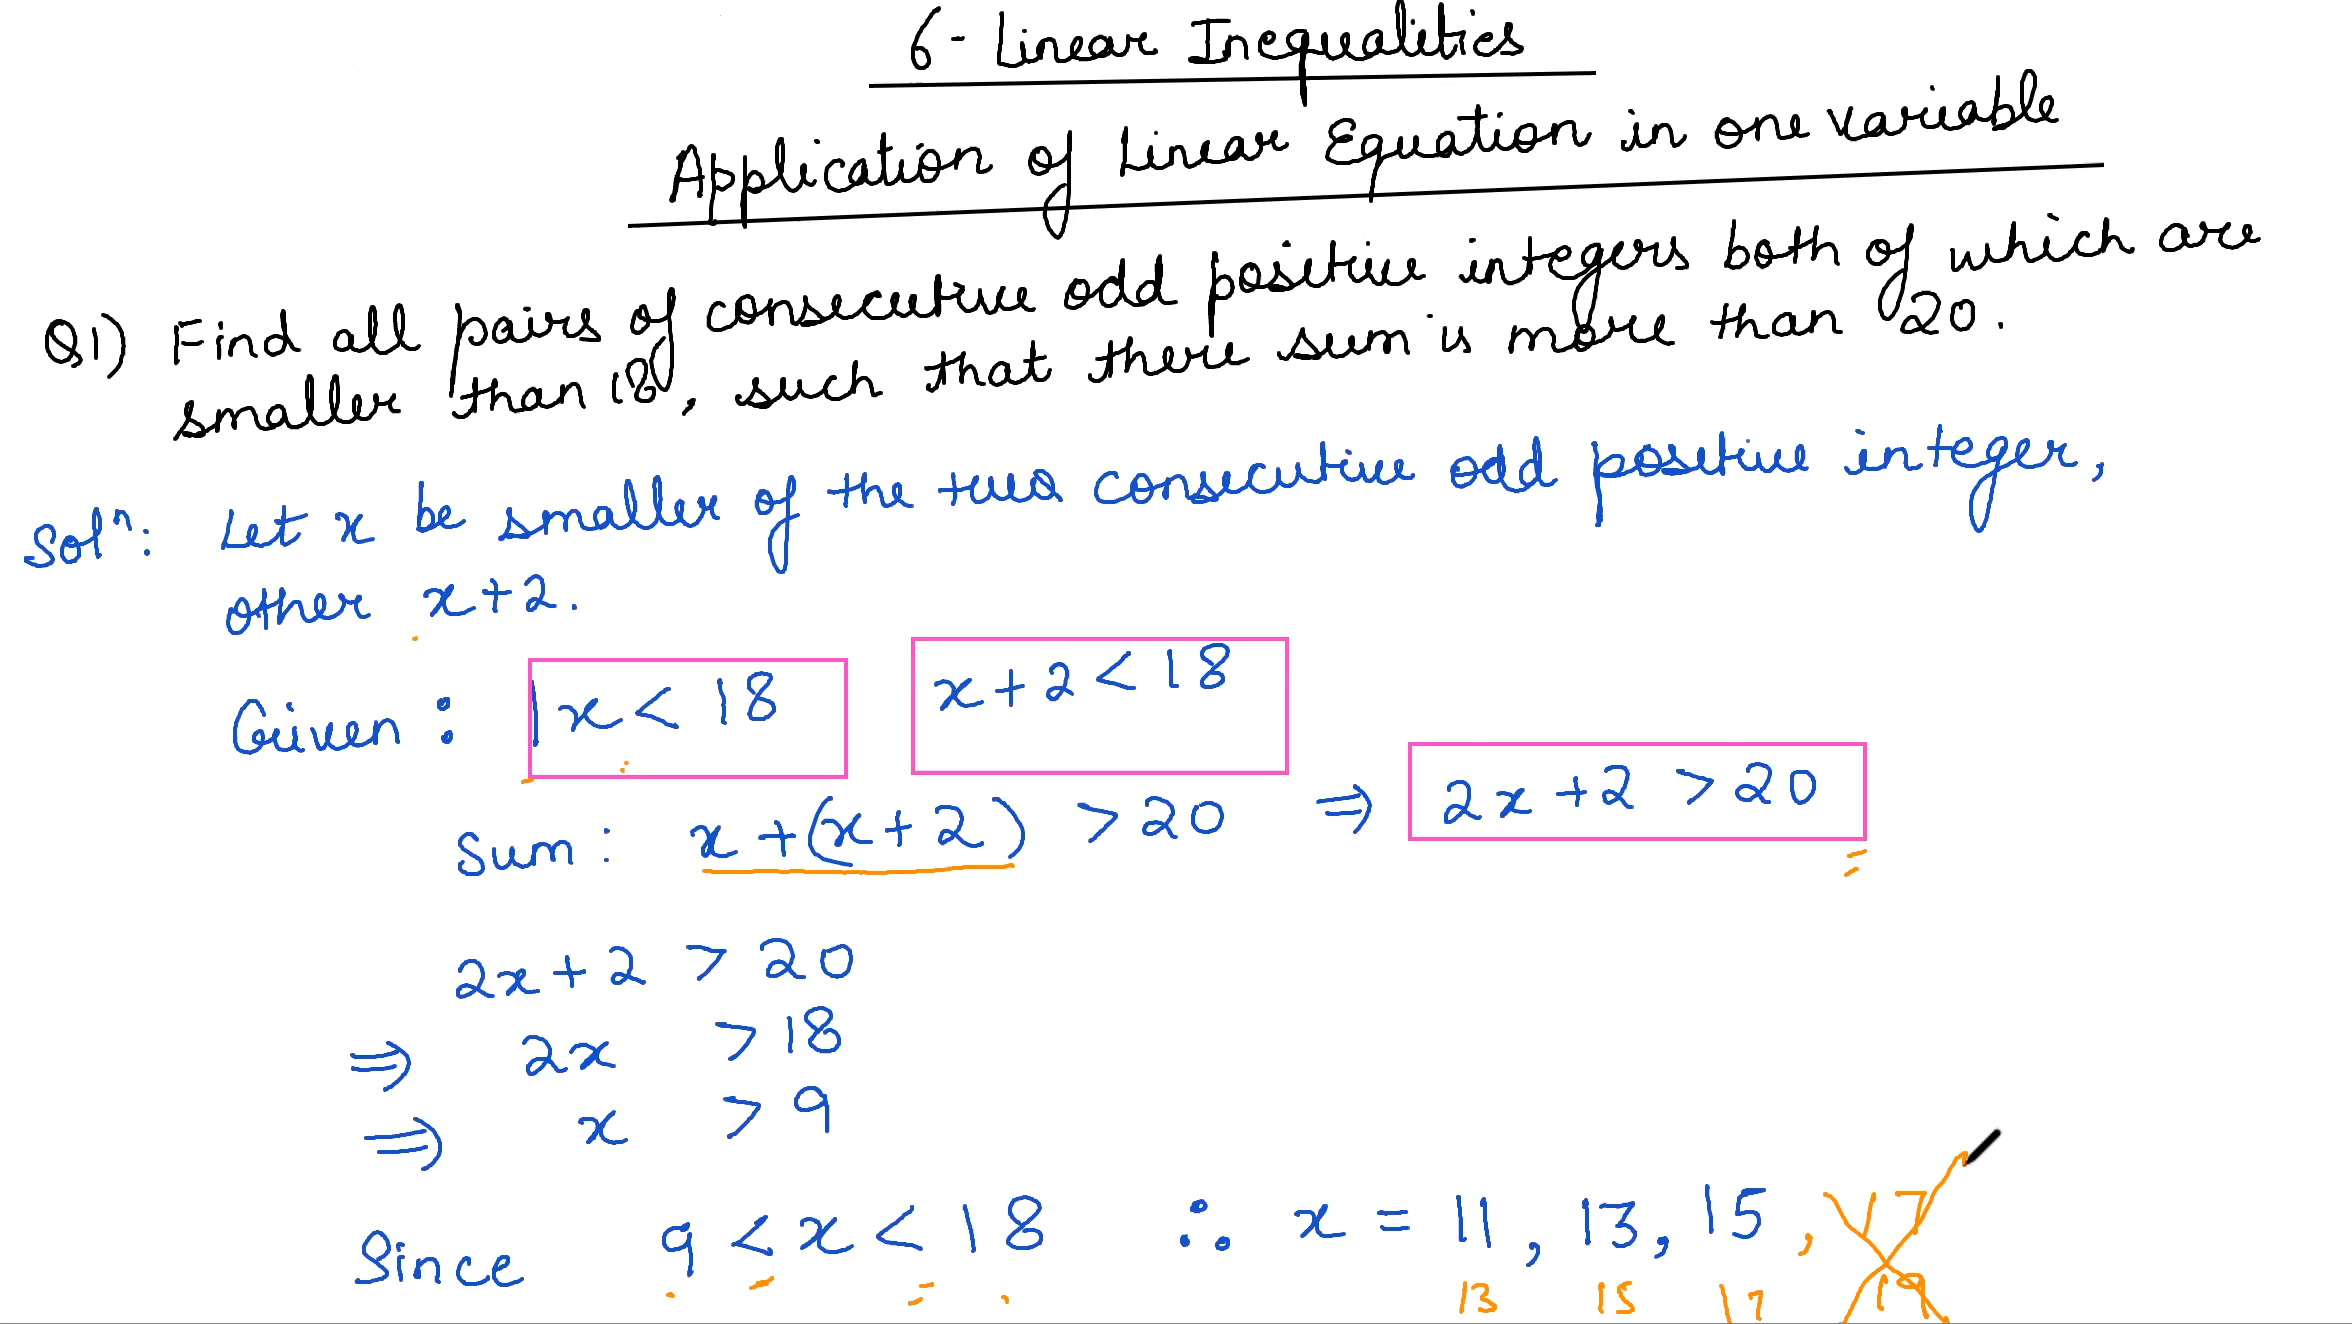 6- Linear Inequalities
Application of Linear Equation in one variable
Q1) Find all pairs of consecutive odd positive integers both of which are
smaller than 18, such that there sum is more than 20.
Solⁿ: Let x be smaller of the two consecutive odd positive integer,
other x+2.
Given : x < 18 x+2 < 18
Sum : x +(x+2) > 20 ⇒ 2x +2 > 20
2x+2 > 20
⇒ 2x > 18
⇒ x > 9
Since 9 < x < 18 ∴ x = 11, 13, 15, 17
13 15 17 19